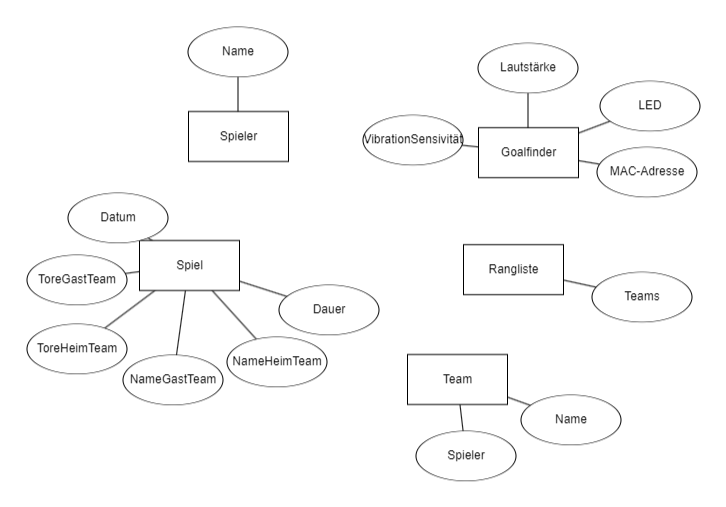 Name
Spieler
Lautstärke
LED
VibrationSensivität
Goalfinder
MAC-Adresse
Datum
Spiel
ToreGastTeam
Dauer
ToreHeimTeam
NameGastTeam
NameHeimTeam
Rangliste
Teams
Team
Name
Spieler